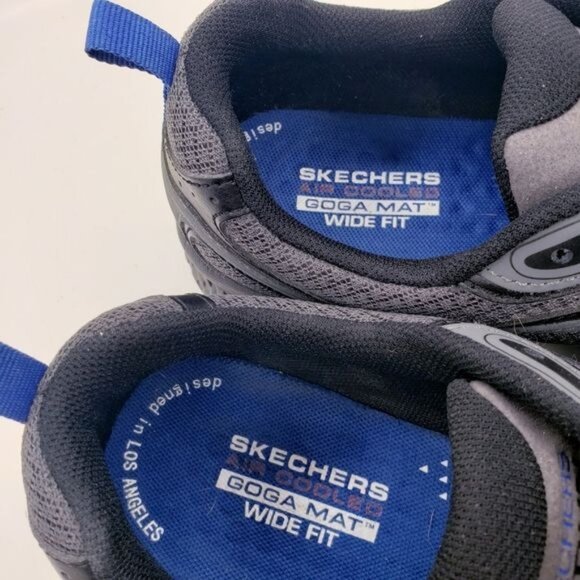 designed
SKECHERS
AIR COOLED
GOGA MAT™
WIDE FIT
designed in LOS ANGELES
SKECHERS
AIR COOLED
GOGA MAT™
WIDE FIT